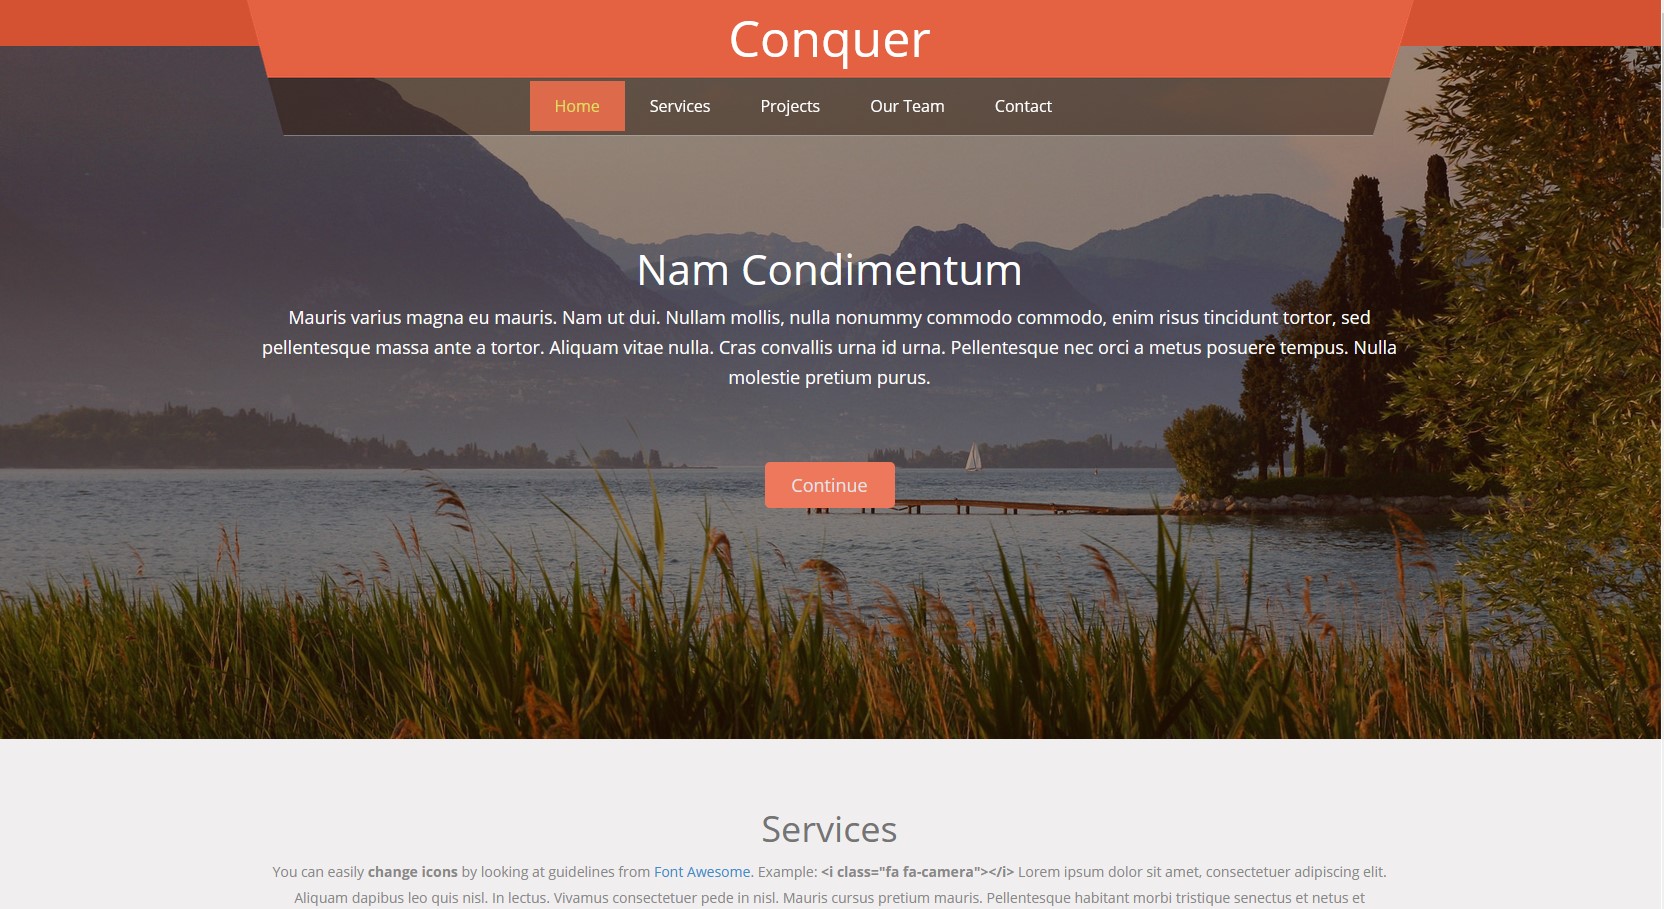 Conquer
Home Services Projects Our Team Contact
Nam Condimentum
Mauris varius magna eu mauris. Nam ut dui. Nullam mollis, nulla nonummy commodo commodo, enim risus tincidunt tortor, sed
pellentesque massa ante a tortor. Aliquam vitae nulla. Cras convallis urna id urna. Pellentesque nec orci a metus posuere tempus. Nulla
molestie pretium purus.
Continue
Services
You can easily change icons by looking at guidelines from Font Awesome. Example: <i class="fa fa-camera"></i> Lorem ipsum dolor sit amet, consectetuer adipiscing elit.
Aliquam dapibus leo quis nisl. In lectus. Vivamus consectetuer pede in nisl. Mauris cursus pretium mauris. Pellentesque habitant morbi tristique senectus et netus et